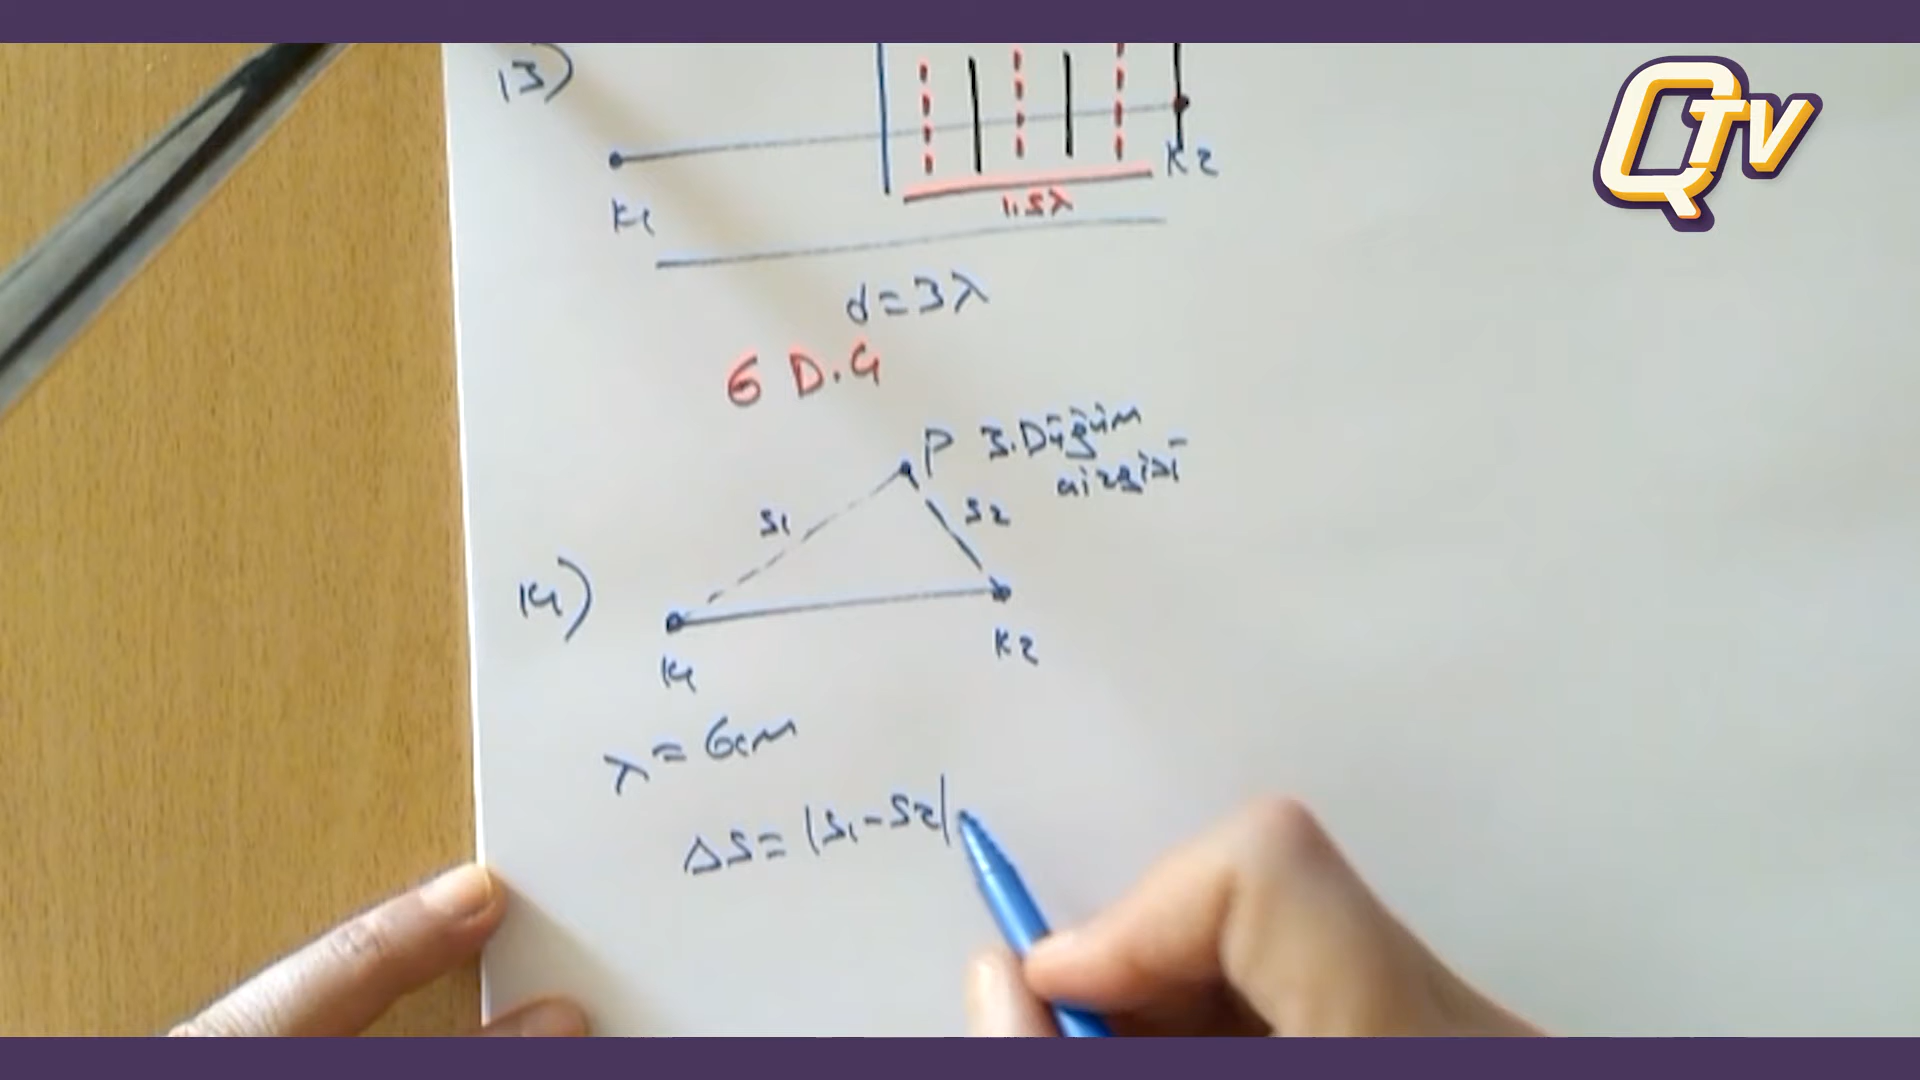 13)
K1
K2
1.5λ
d=3λ
6 D.Ç
P 3.Düğüm
çizgisi
S1
S2
14)
K1
K2
λ = 6cm
ΔS = |S1 - S2|
QTV